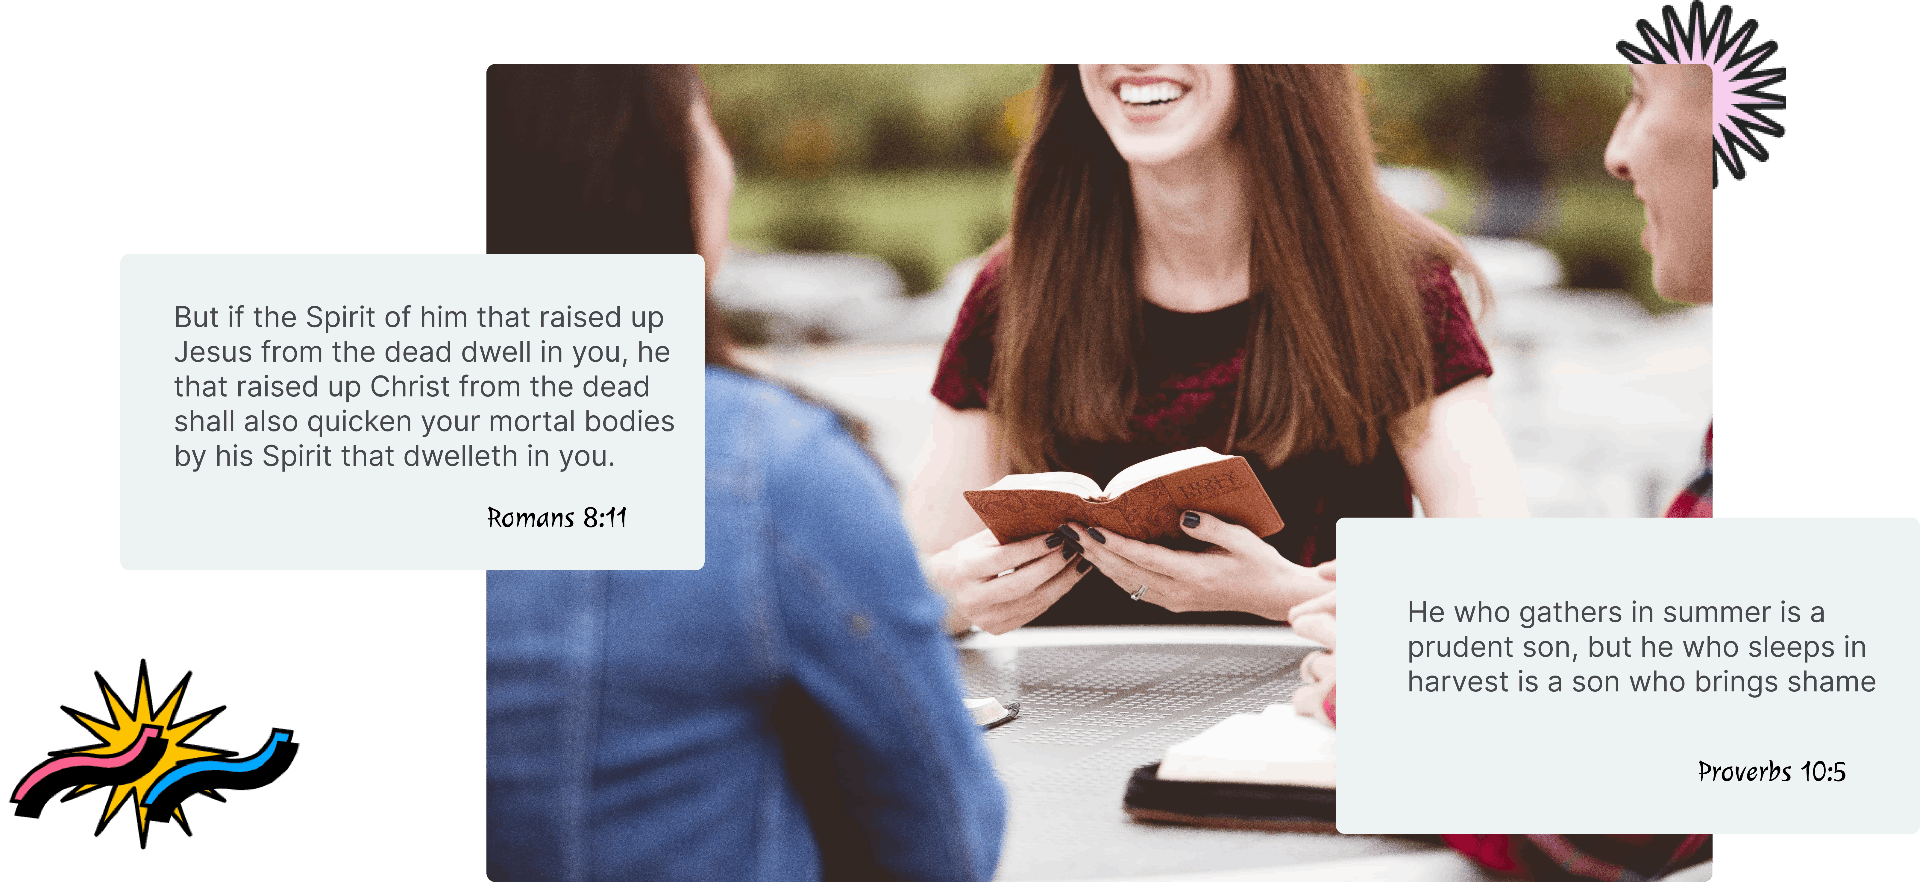 But if the Spirit of him that raised up
Jesus from the dead dwell in you, he
that raised up Christ from the dead
shall also quicken your mortal bodies
by his Spirit that dwelleth in you.
Romans 8:11
HOLY
BIBLE
He who gathers in summer is a
prudent son, but he who sleeps in
harvest is a son who brings shame
Proverbs 10:5